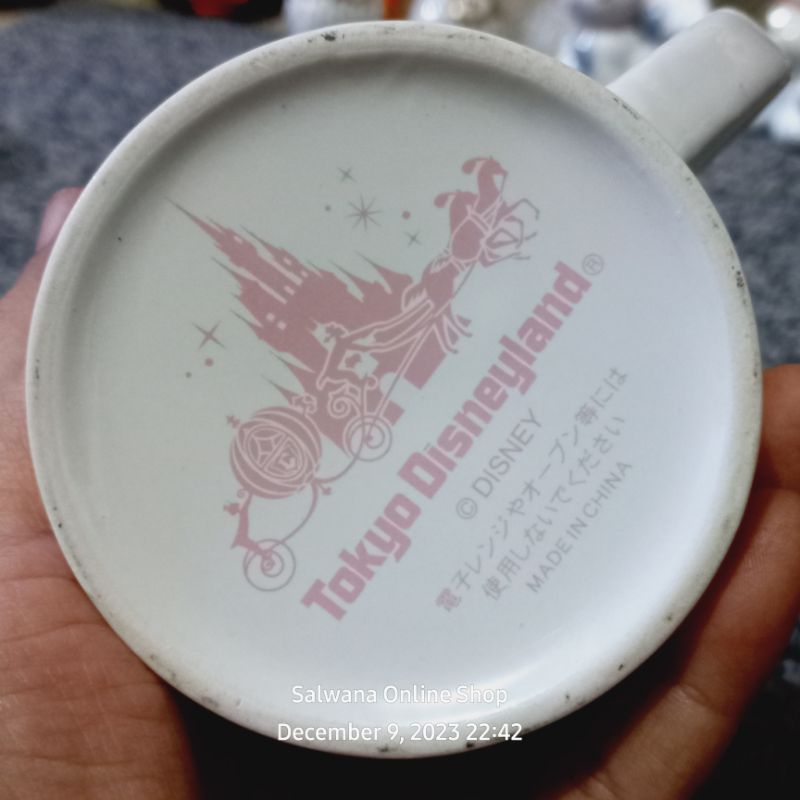 Tokyo Disneyland®
© DISNEY
電子レンジやオーブン等には
使用しないでください
MADE IN CHINA
Salwana Online Shop
December 9, 2023 22:42